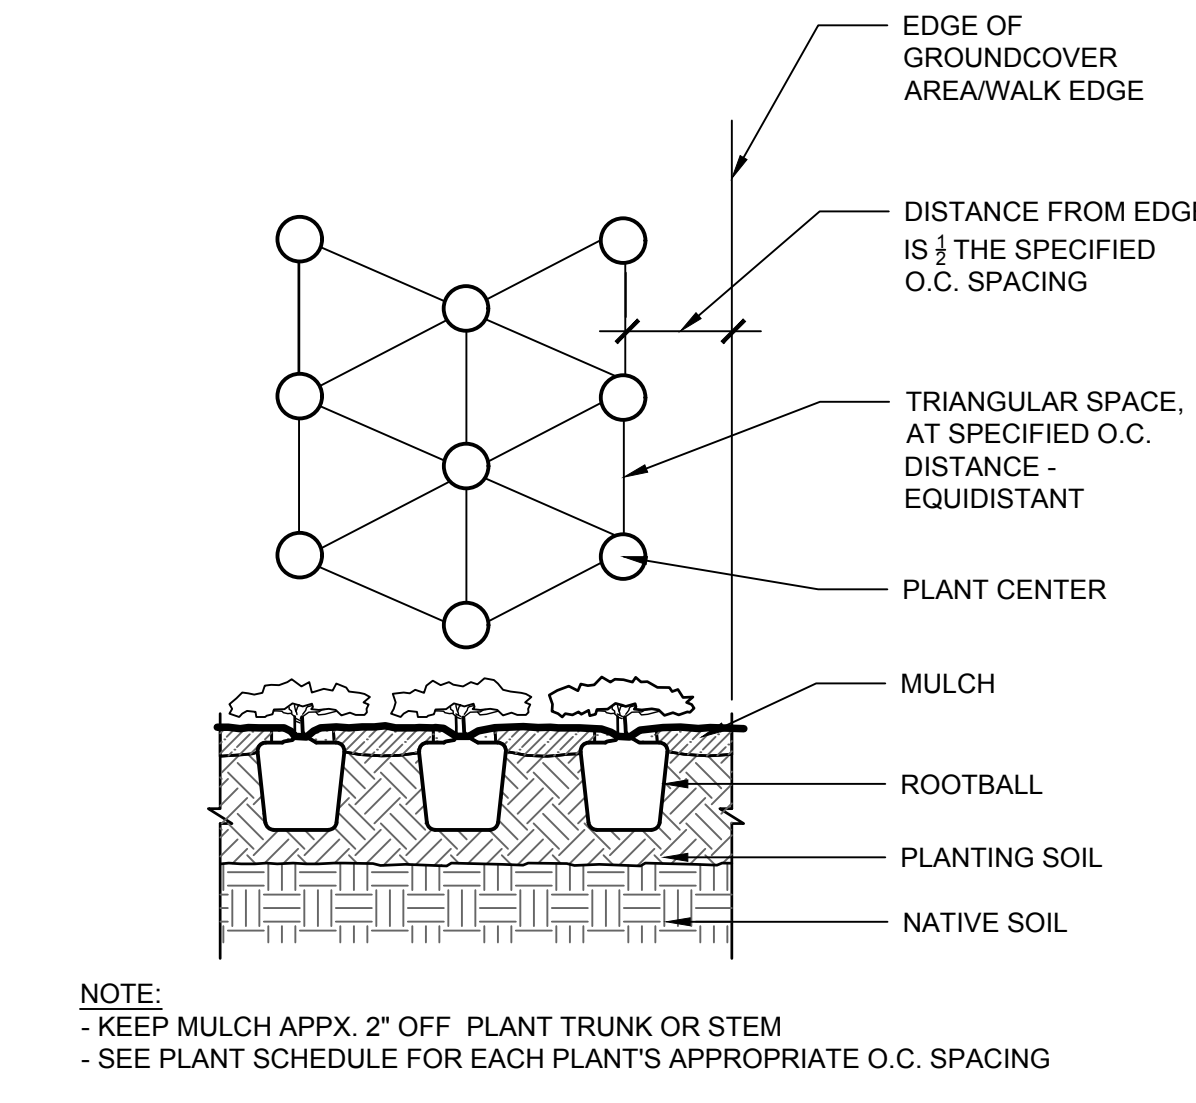 EDGE OF
GROUNDCOVER
AREA/WALK EDGE
DISTANCE FROM EDGE
IS ½ THE SPECIFIED
O.C. SPACING
TRIANGULAR SPACE,
AT SPECIFIED O.C.
DISTANCE -
EQUIDISTANT
PLANT CENTER
MULCH
ROOTBALL
PLANTING SOIL
NATIVE SOIL
NOTE:
- KEEP MULCH APPX. 2" OFF PLANT TRUNK OR STEM
- SEE PLANT SCHEDULE FOR EACH PLANT'S APPROPRIATE O.C. SPACING